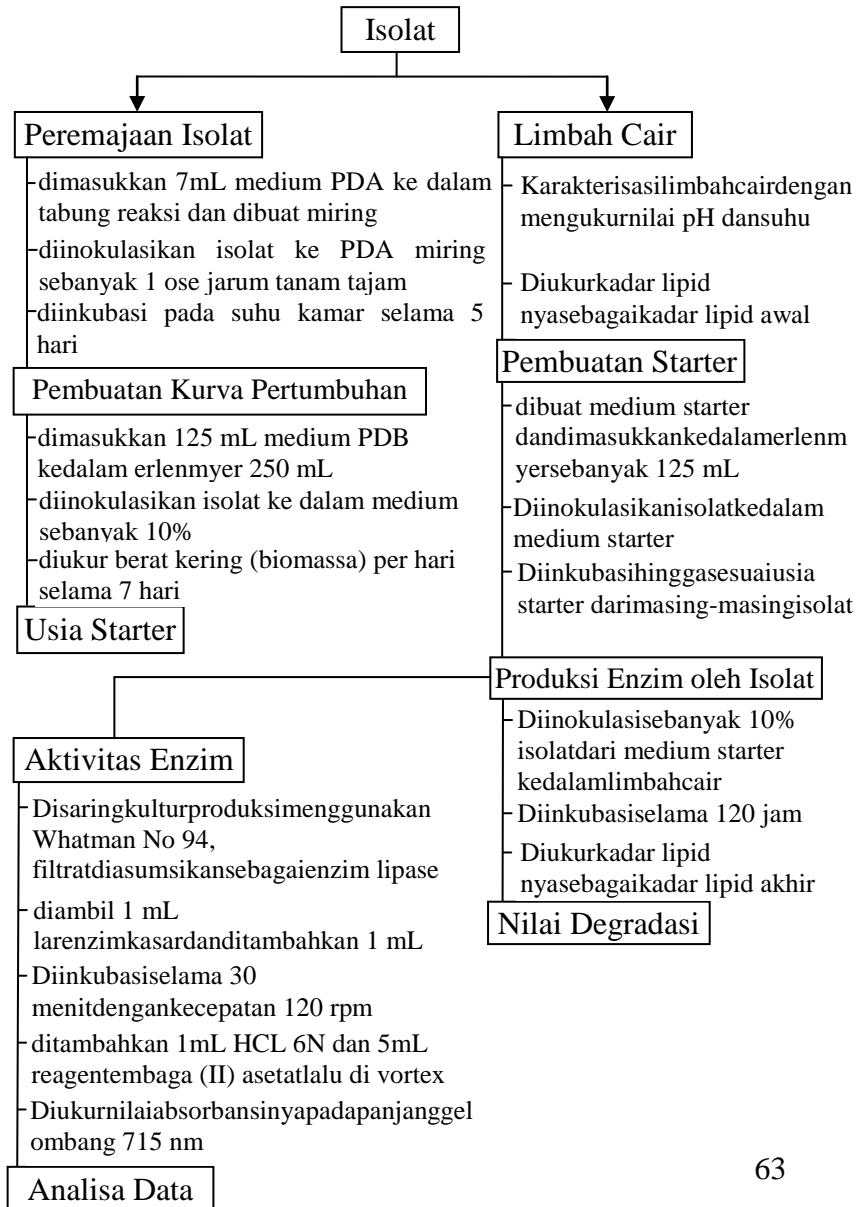 Isolat
Peremajaan Isolat
-dimasukkan 7mL medium PDA ke dalam
tabung reaksi dan dibuat miring
-diinokulasikan isolat ke PDA miring
sebanyak 1 ose jarum tanam tajam
-diinkubasi pada suhu kamar selama 5
hari
Pembuatan Kurva Pertumbuhan
-dimasukkan 125 mL medium PDB
kedalam erlenmyer 250 mL
-diinokulasikan isolat ke dalam medium
sebanyak 10%
-diukur berat kering (biomassa) per hari
selama 7 hari
Usia Starter
Limbah Cair
- Karakterisasilimbahcairdengan
mengukurnilai pH dansuhu
- Diukurkadar lipid
nyasebagaikadar lipid awal
Pembuatan Starter
-dibuat medium starter
dandimasukkankedalamerlenm
yersebanyak 125 mL
-Diinokulasikanisolatkedalam
medium starter
-Diinkubasihinggasesuaiusia
starter darimasing-masingisolat
Produksi Enzim oleh Isolat
-Diinokulasisebanyak 10%
isolatdari medium starter
kedalamlimbahcair
-Diinkubasiselama 120 jam
- Diukurkadar lipid
nyasebagaikadar lipid akhir
Nilai Degradasi
Aktivitas Enzim
-Disaringkulturproduksimenggunakan
Whatman No 94,
filtratdiasumsikansebagaienzim lipase
- diambil 1 mL
larenzimkasardanditambahkan 1 mL
-Diinkubasiselama 30
menitdengankecepatan 120 rpm
-ditambahkan 1mL HCL 6N dan 5mL
reagentembaga (II) asetatlalu di vortex
-Diukurnilaiabsorbansinyapadapanjanggel
ombang 715 nm
Analisa Data
63